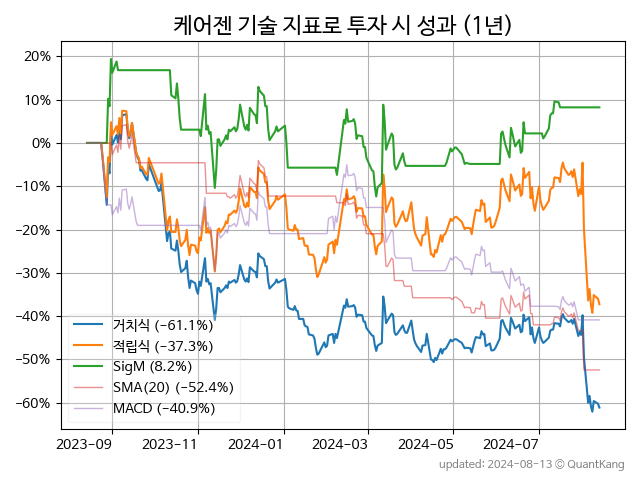 케어젠 기술 지표로 투자 시 성과 (1년)
20%
10%
0%
−10%
−20%
−30%
−40%
−50%
−60%
거치식 (−61.1%)
적립식 (−37.3%)
SigM (8.2%)
SMA(20) (−52.4%)
MACD (−40.9%)
2023-09 2023-11 2024-01 2024-03 2024-05 2024-07
updated: 2024-08-13 © QuantKang